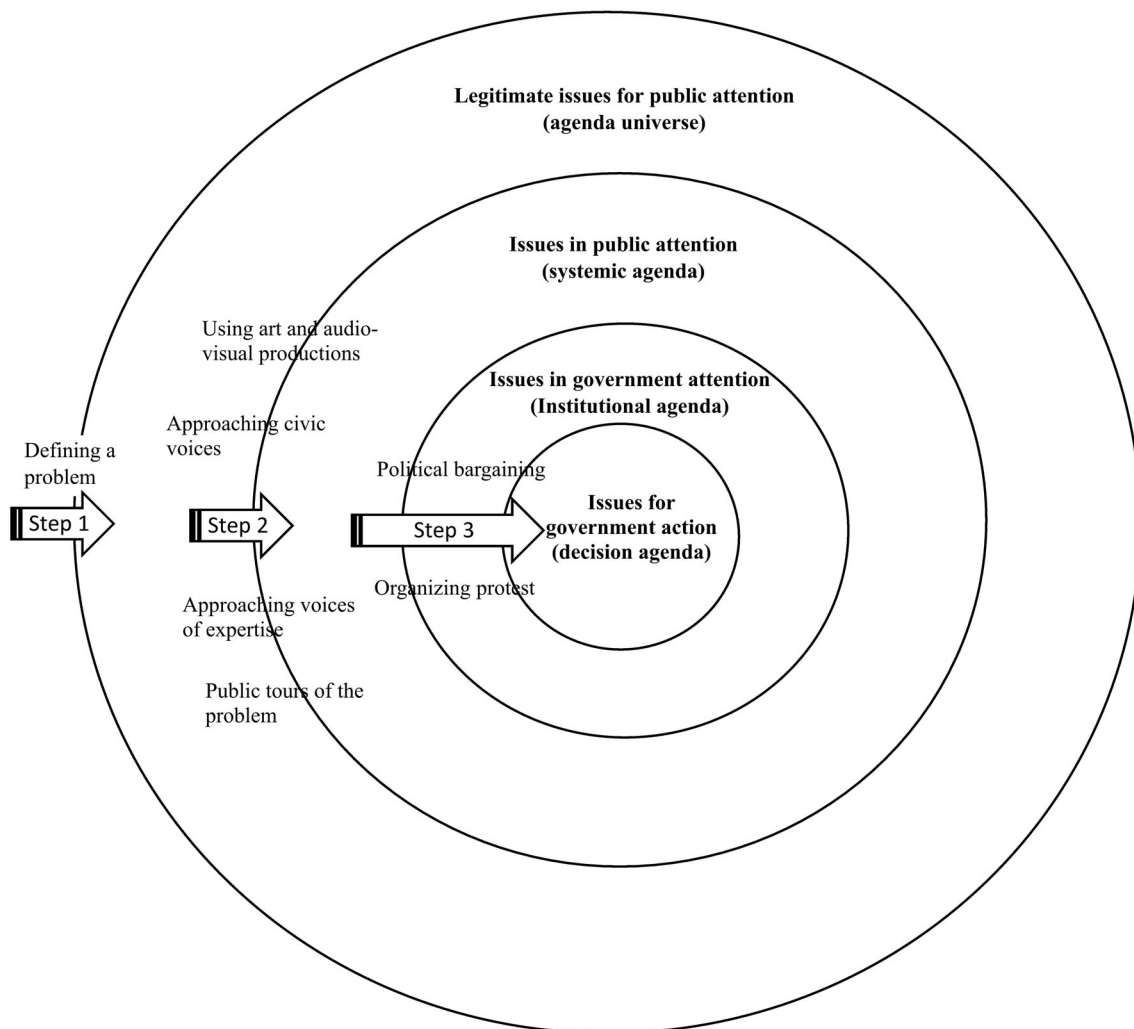 Legitimate issues for public attention
(agenda universe)
Issues in public attention
(systemic agenda)
Using art and audio-
visual productions
Issues in government attention
(Institutional agenda)
Approaching civic
voices
Defining a
problem
Political bargaining
Step 1
Step 2
Step 3
Issues for
government action
(decision agenda)
Organizing protest
Approaching voices
of expertise
Public tours of the
problem